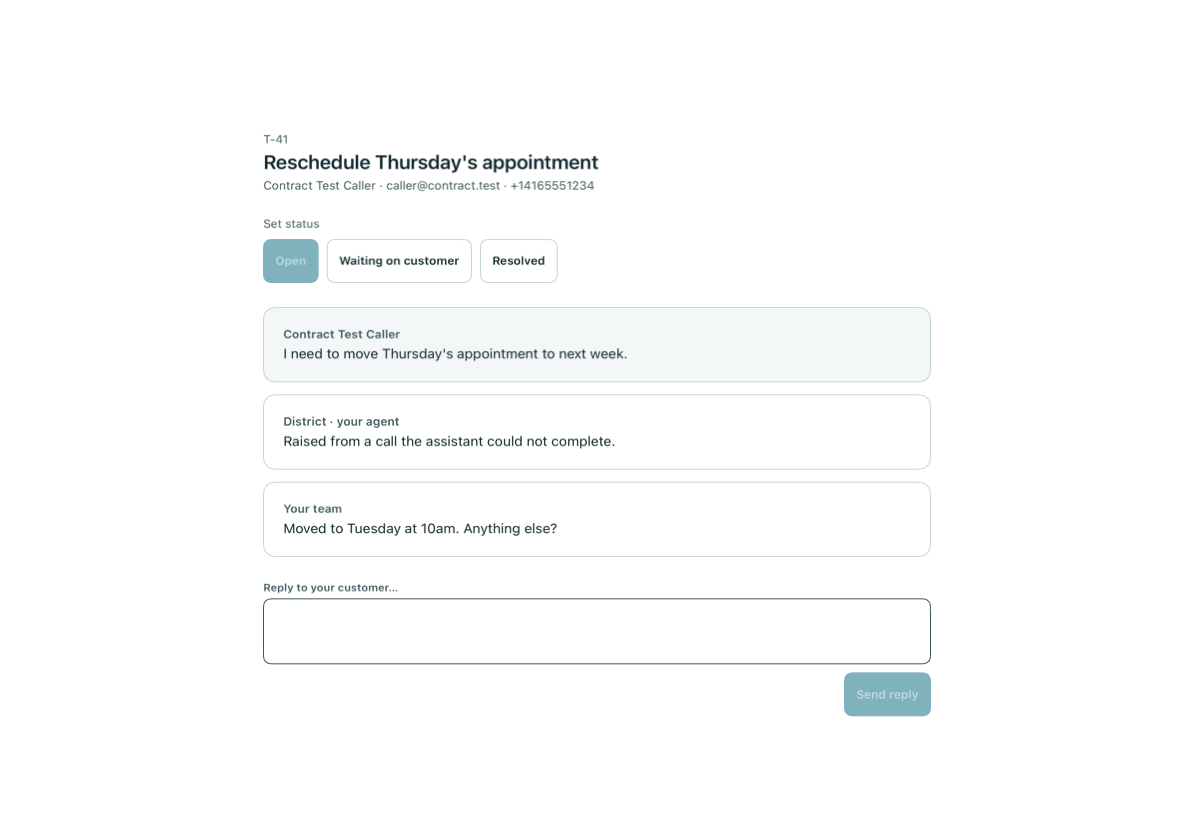 T-41
Reschedule Thursday's appointment
Contract Test Caller · caller@contract.test · +14165551234
Set status
Open
Waiting on customer
Resolved
Contract Test Caller
I need to move Thursday's appointment to next week.
District · your agent
Raised from a call the assistant could not complete.
Your team
Moved to Tuesday at 10am. Anything else?
Reply to your customer...
Send reply